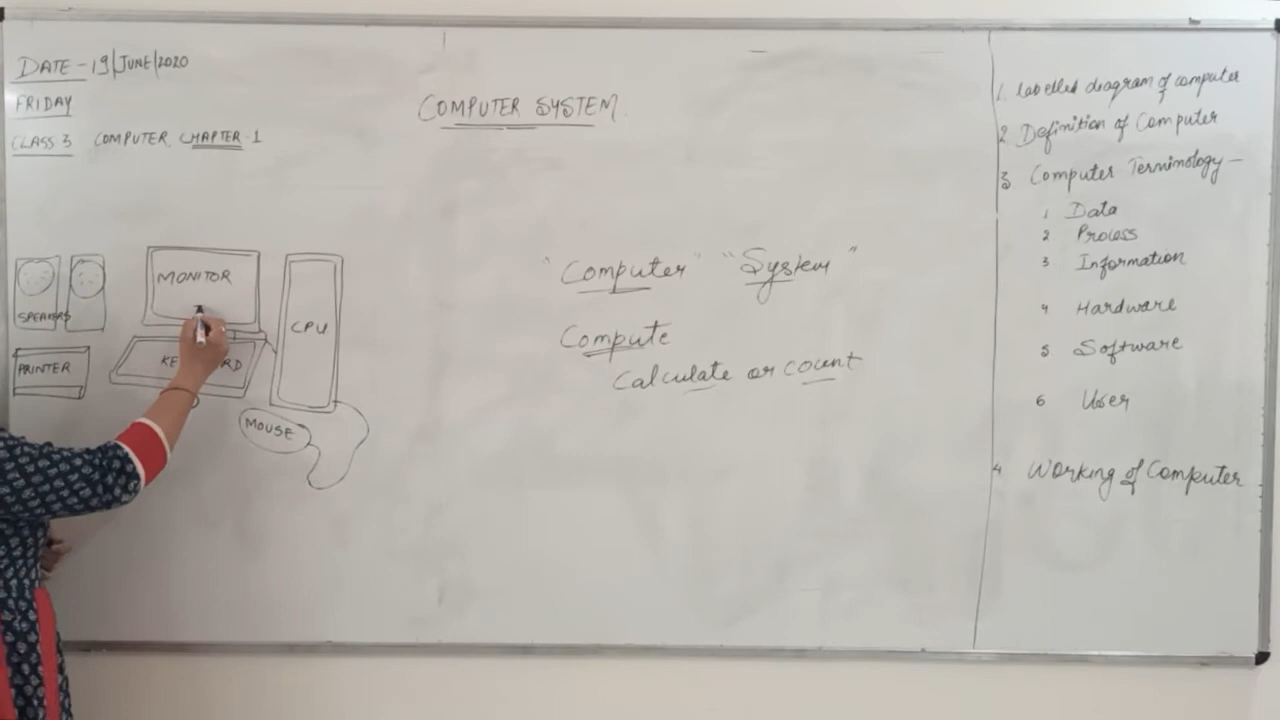 DATE - 19/JUNE/2020
FRIDAY
CLASS 3 COMPUTER CHAPTER - 1
COMPUTER SYSTEM
SPEAKERS
PRINTER
MONITOR
CPU
MOUSE
"Computer" "System"
Compute
Calculate or count
1. Labelled diagram of computer
2. Definition of Computer
3 Computer Terminology -
1 Data
2 Process
3 Information
4 Hardware
5 Software
6 User
4 Working of Computer